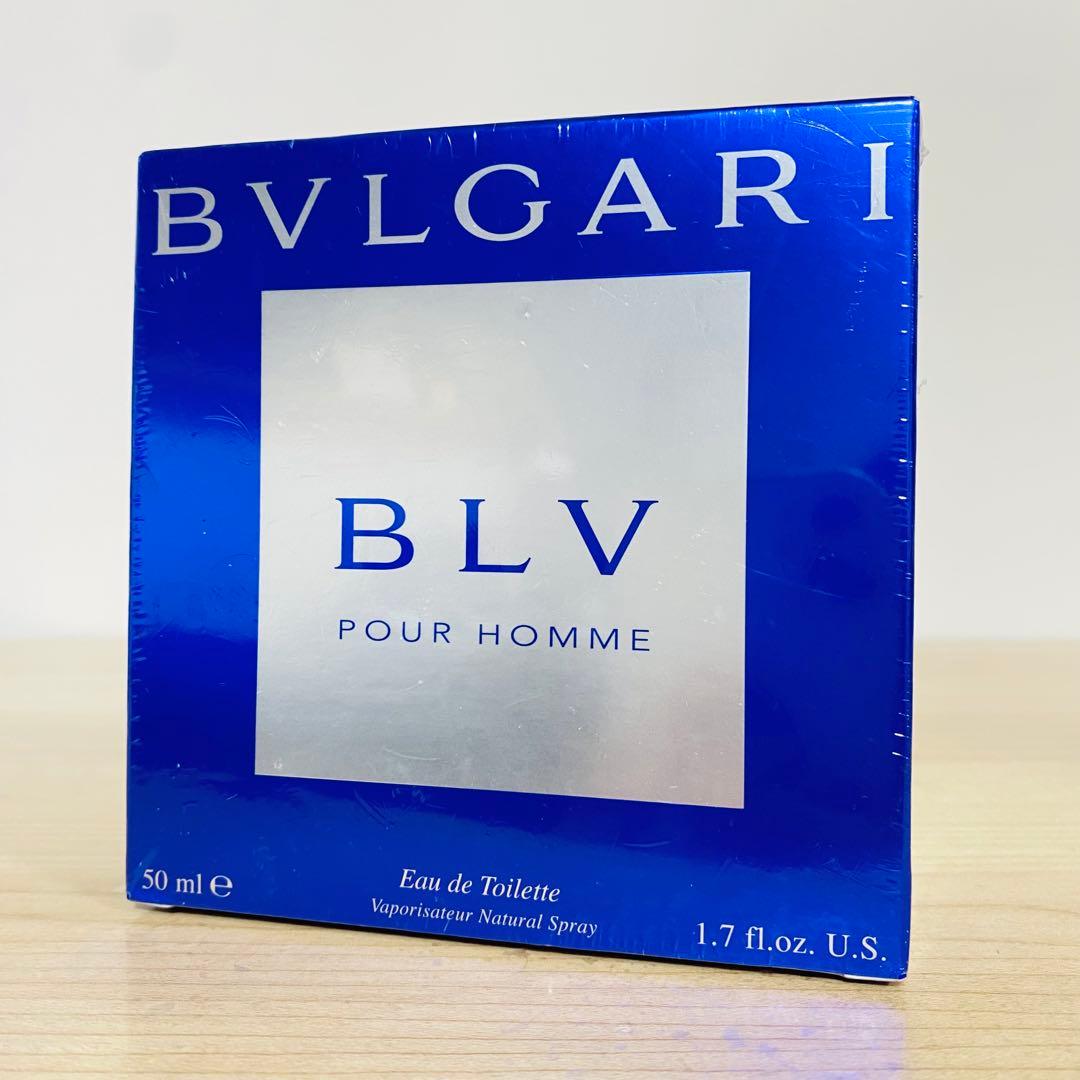 BVLGARI
BLV
POUR HOMME
50 ml ℮
Eau de Toilette
Vaporisateur Natural Spray
1.7 fl.oz. U.S.